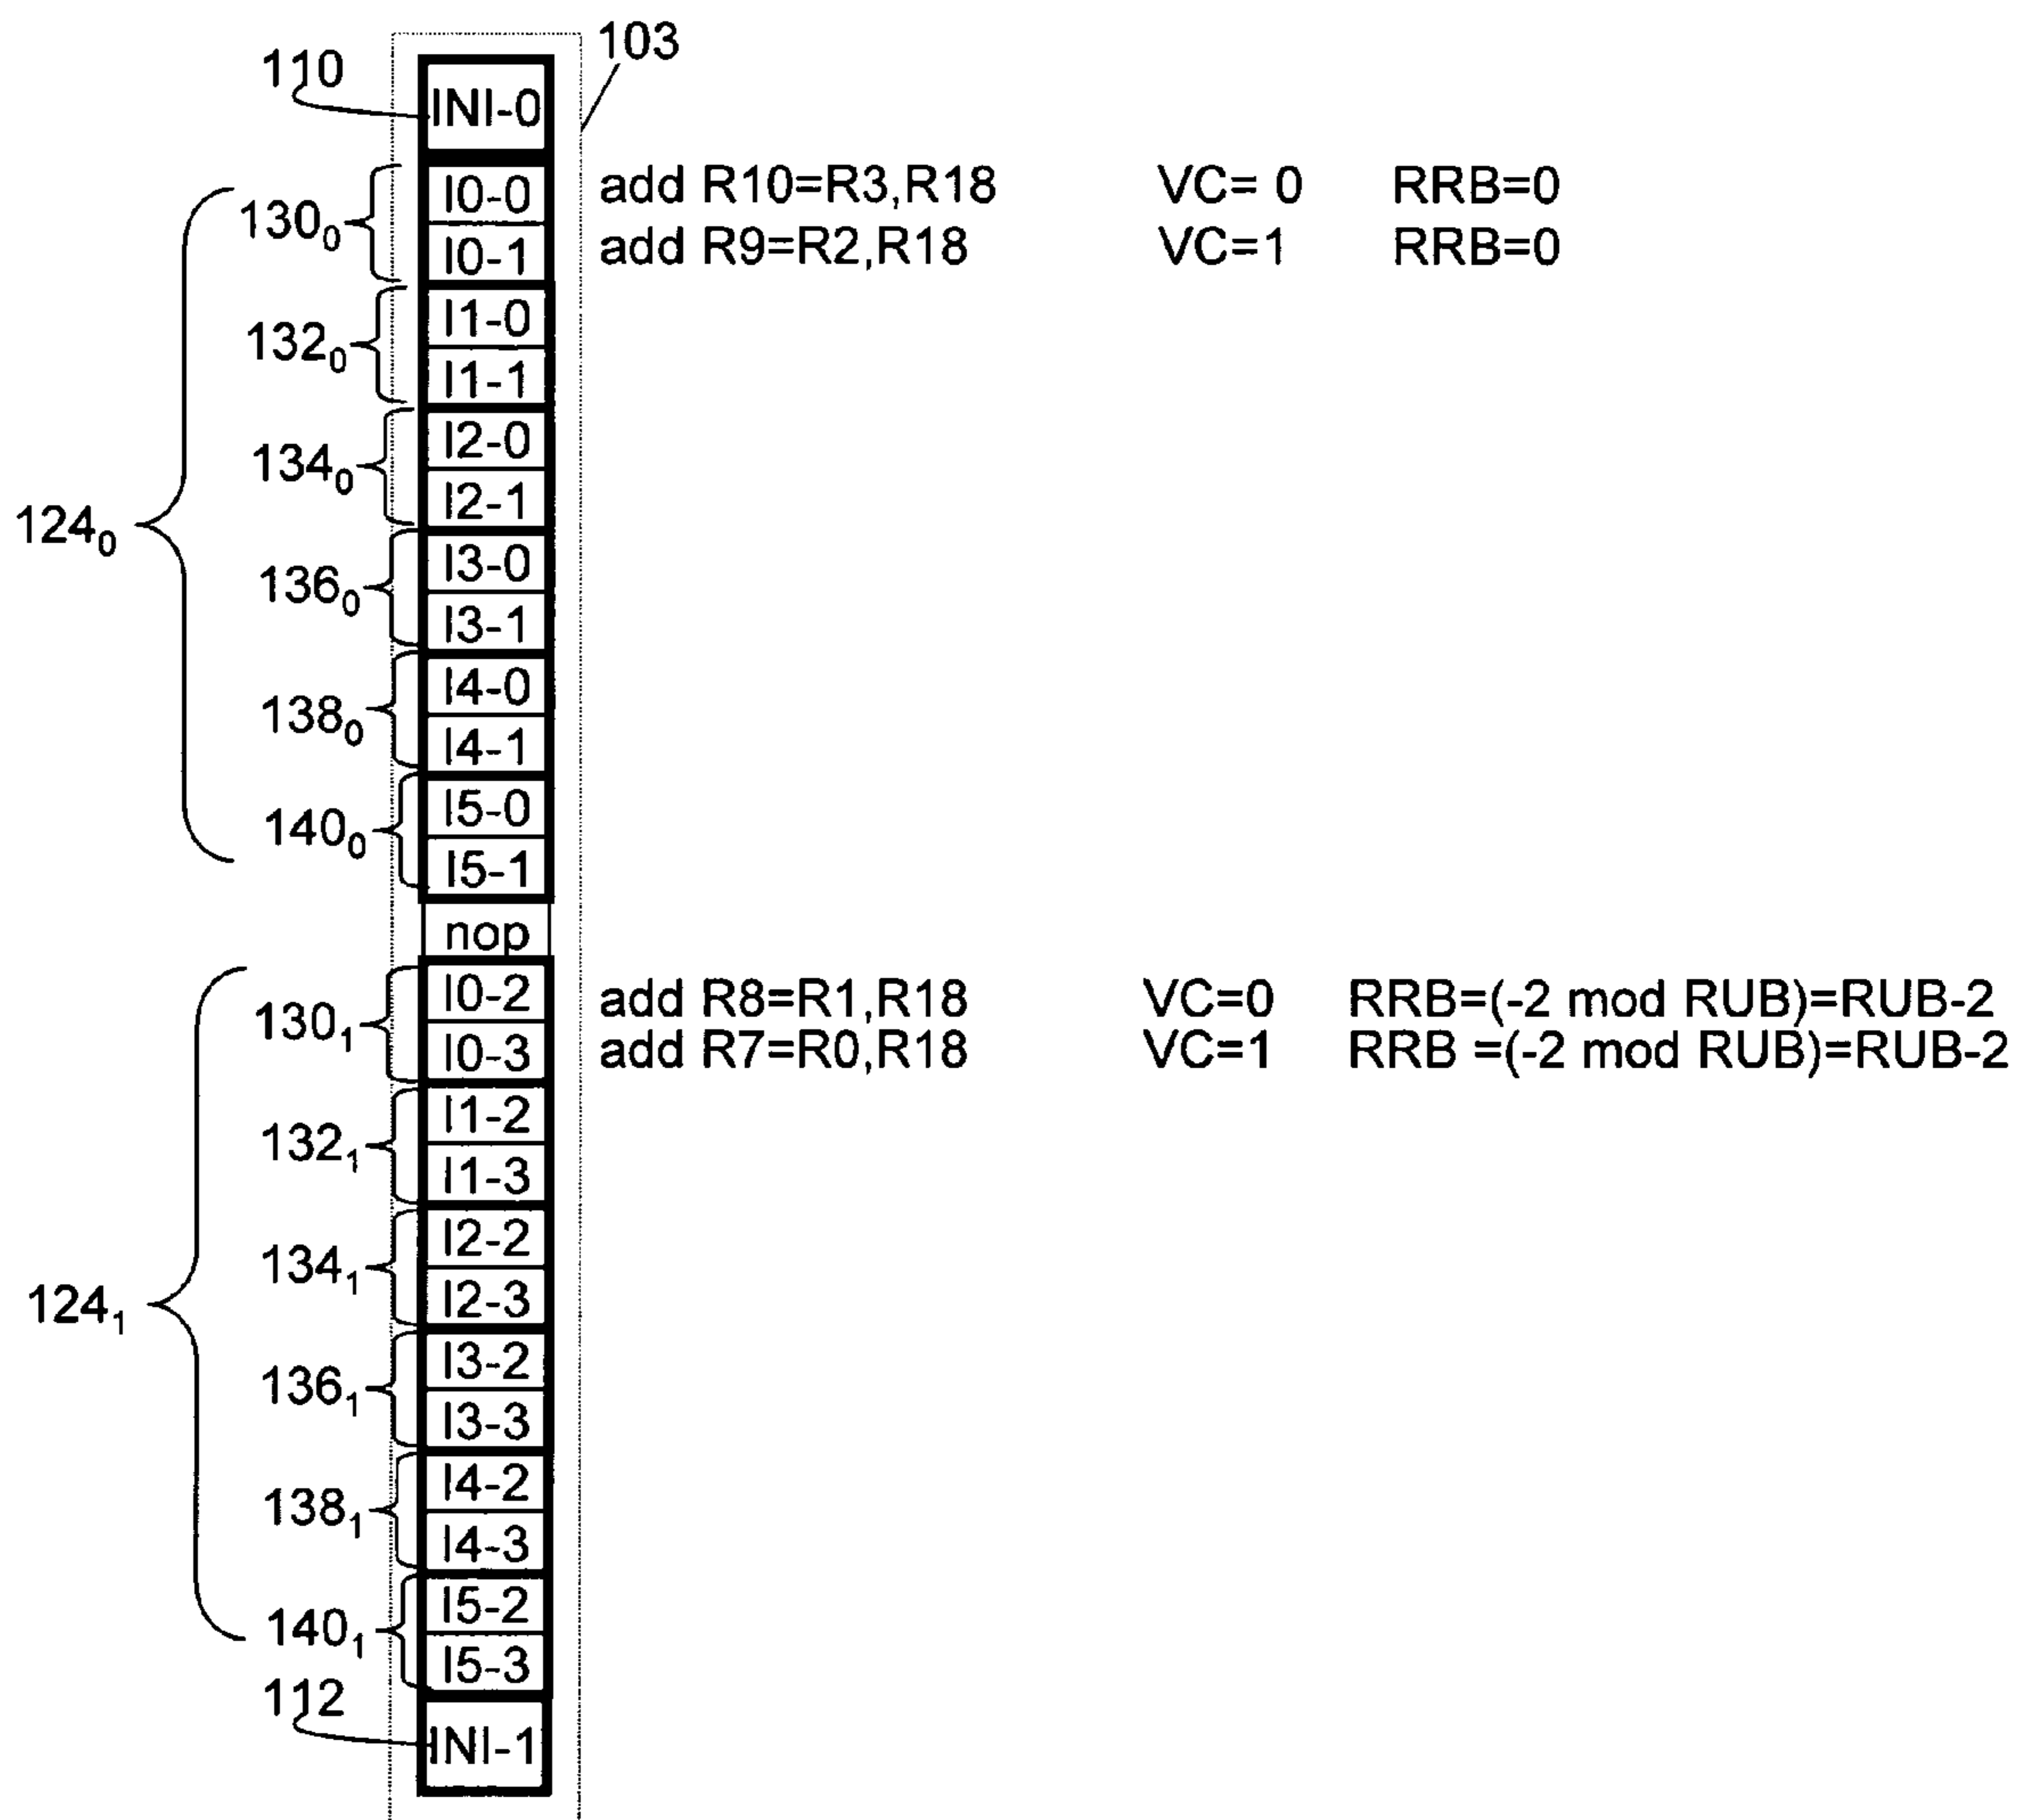 103
110
INI-0
I0-0 add R10=R3,R18 VC= 0 RRB=0
130₀
I0-1 add R9=R2,R18 VC=1 RRB=0
I1-0
132₀
I1-1
I2-0
134₀
I2-1
124₀
I3-0
136₀
I3-1
I4-0
138₀
I4-1
I5-0
140₀
I5-1
nop
I0-2 add R8=R1,R18 VC=0 RRB=(-2 mod RUB)=RUB-2
130₁
I0-3 add R7=R0,R18 VC=1 RRB =(-2 mod RUB)=RUB-2
I1-2
132₁
I1-3
I2-2
134₁
I2-3
124₁
I3-2
136₁
I3-3
I4-2
138₁
I4-3
I5-2
140₁
I5-3
112
INI-1